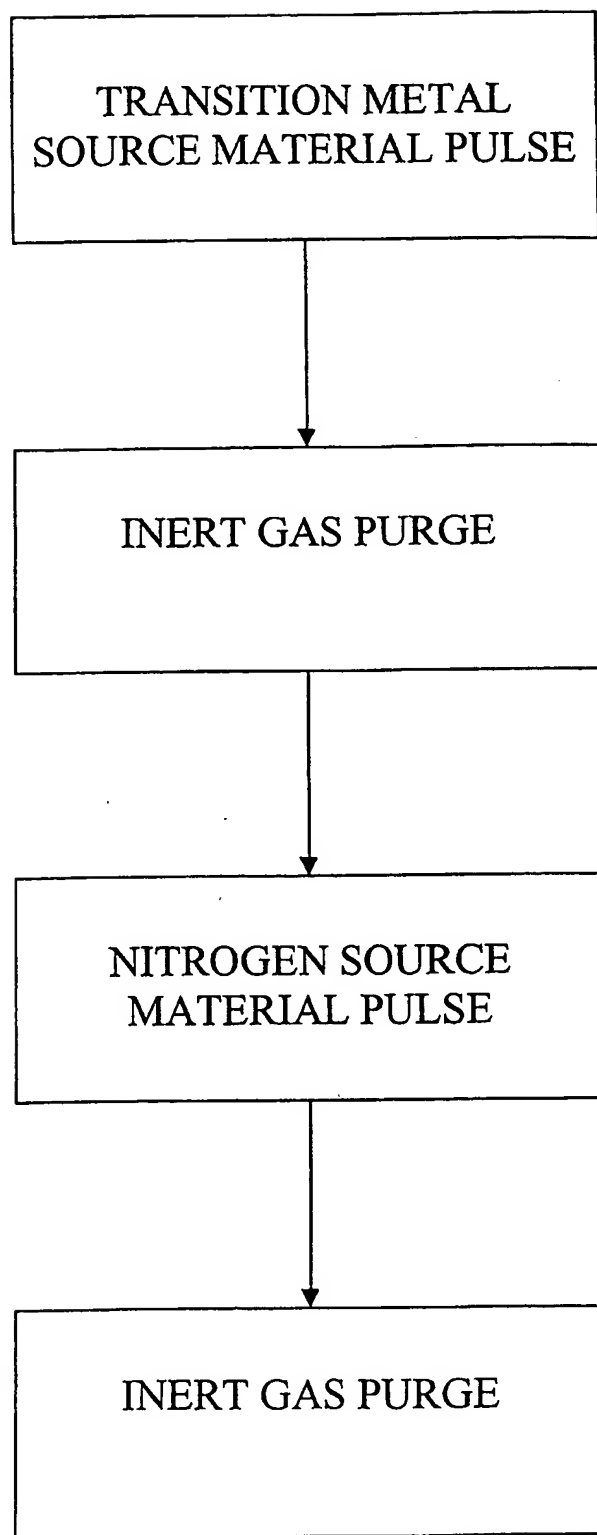 TRANSITION METAL
SOURCE MATERIAL PULSE
INERT GAS PURGE
NITROGEN SOURCE
MATERIAL PULSE
INERT GAS PURGE